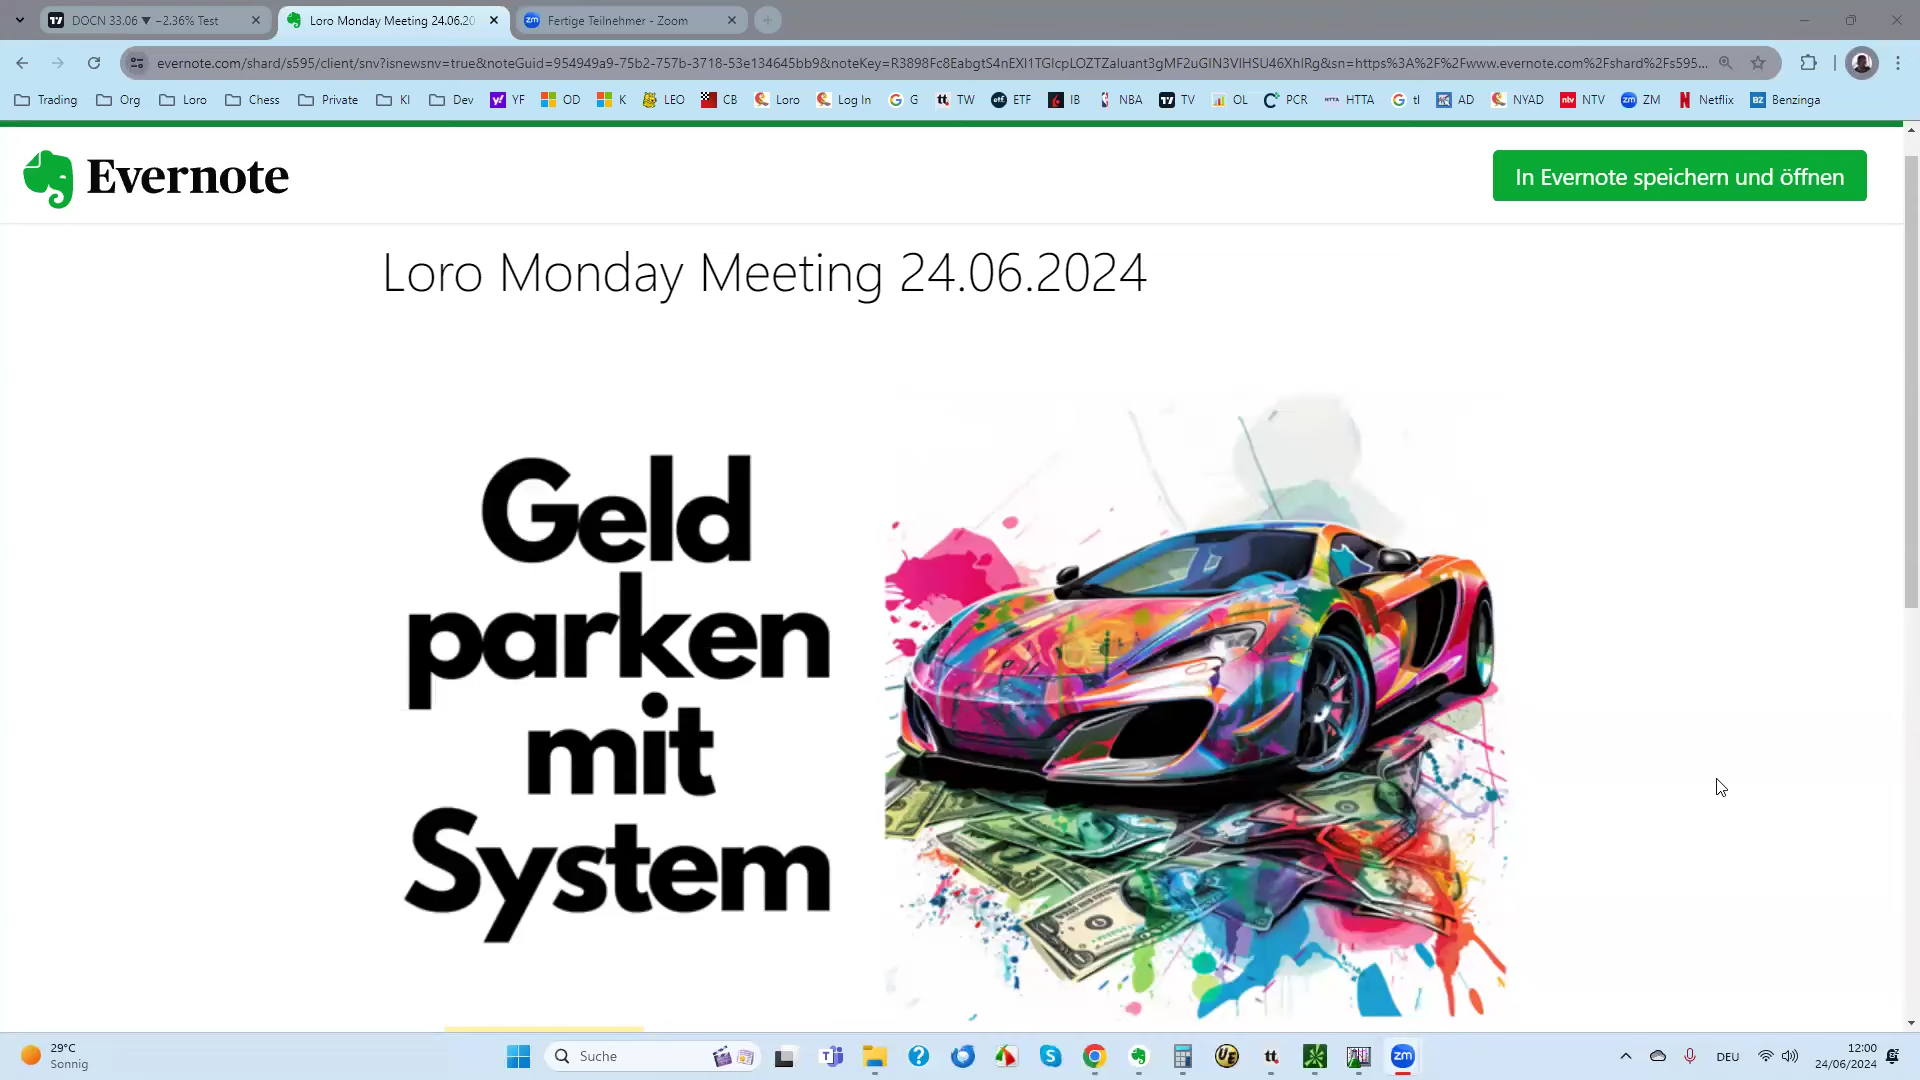 DOCN 33.06 ▼ −2.36% Test
Loro Monday Meeting 24.06.20
Fertige Teilnehmer - Zoom
evernote.com/shard/s595/client/snv?isnewsnv=true&noteGuid=954949a9-75b2-757b-3718-53e134645bb9&noteKey=R3898Fc8EabgtS4nEXl1TGlcpLOZTZaluant3gMF2uGIN3VlHSU46XhlRg&sn=https%3A%2F%2Fwww.evernote.com%2Fshard%2Fs595...
Trading Org Loro Chess Private KI Dev YF OD K LEO CB Loro Log In G TW ETF IB NBA TV OL PCR HTTA tl AD NYAD NTV ZM Netflix Benzinga
Evernote
In Evernote speichern und öffnen
Loro Monday Meeting 24.06.2024
Geld
parken
mit
System
29°C
Sonnig
Suche
DEU
12:00
24/06/2024